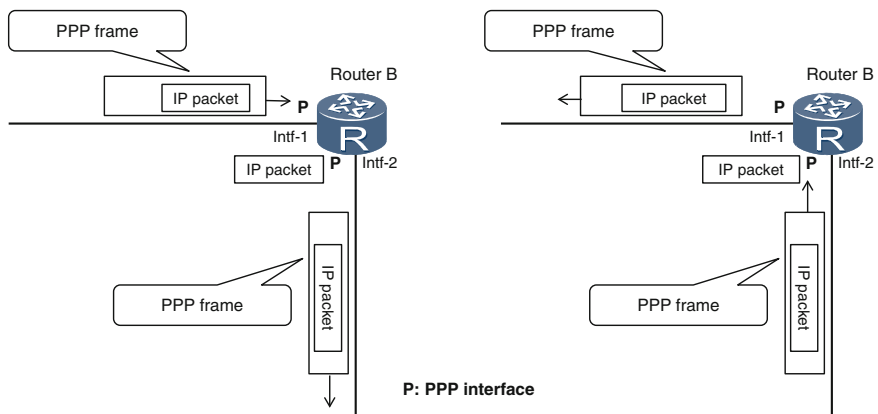 PPP frame
Router B
IP packet
P
Intf-1
R
IP packet
P
Intf-2
IP packet
PPP frame
PPP frame
Router B
IP packet
P
Intf-1
R
IP packet
P
Intf-2
IP packet
PPP frame
P: PPP interface